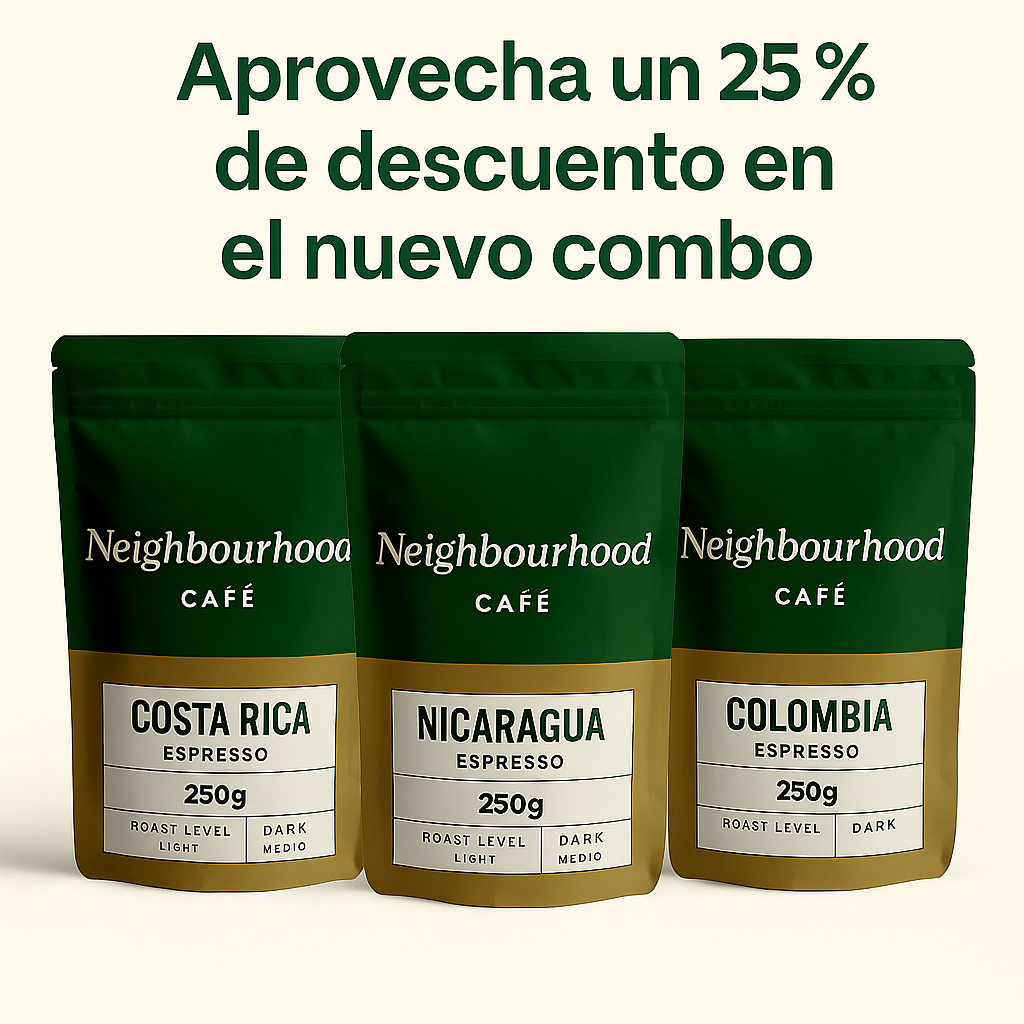 Aprovecha un 25 %
de descuento en
el nuevo combo
Neighbourhood
CAFÉ
COSTA RICA
ESPRESSO
250g
ROAST LEVEL
LIGHT
DARK
MEDIO
Neighbourhood
CAFÉ
NICARAGUA
ESPRESSO
250g
ROAST LEVEL
LIGHT
DARK
MEDIO
Neighbourhood
CAFÉ
COLOMBIA
ESPRESSO
250g
ROAST LEVEL
DARK